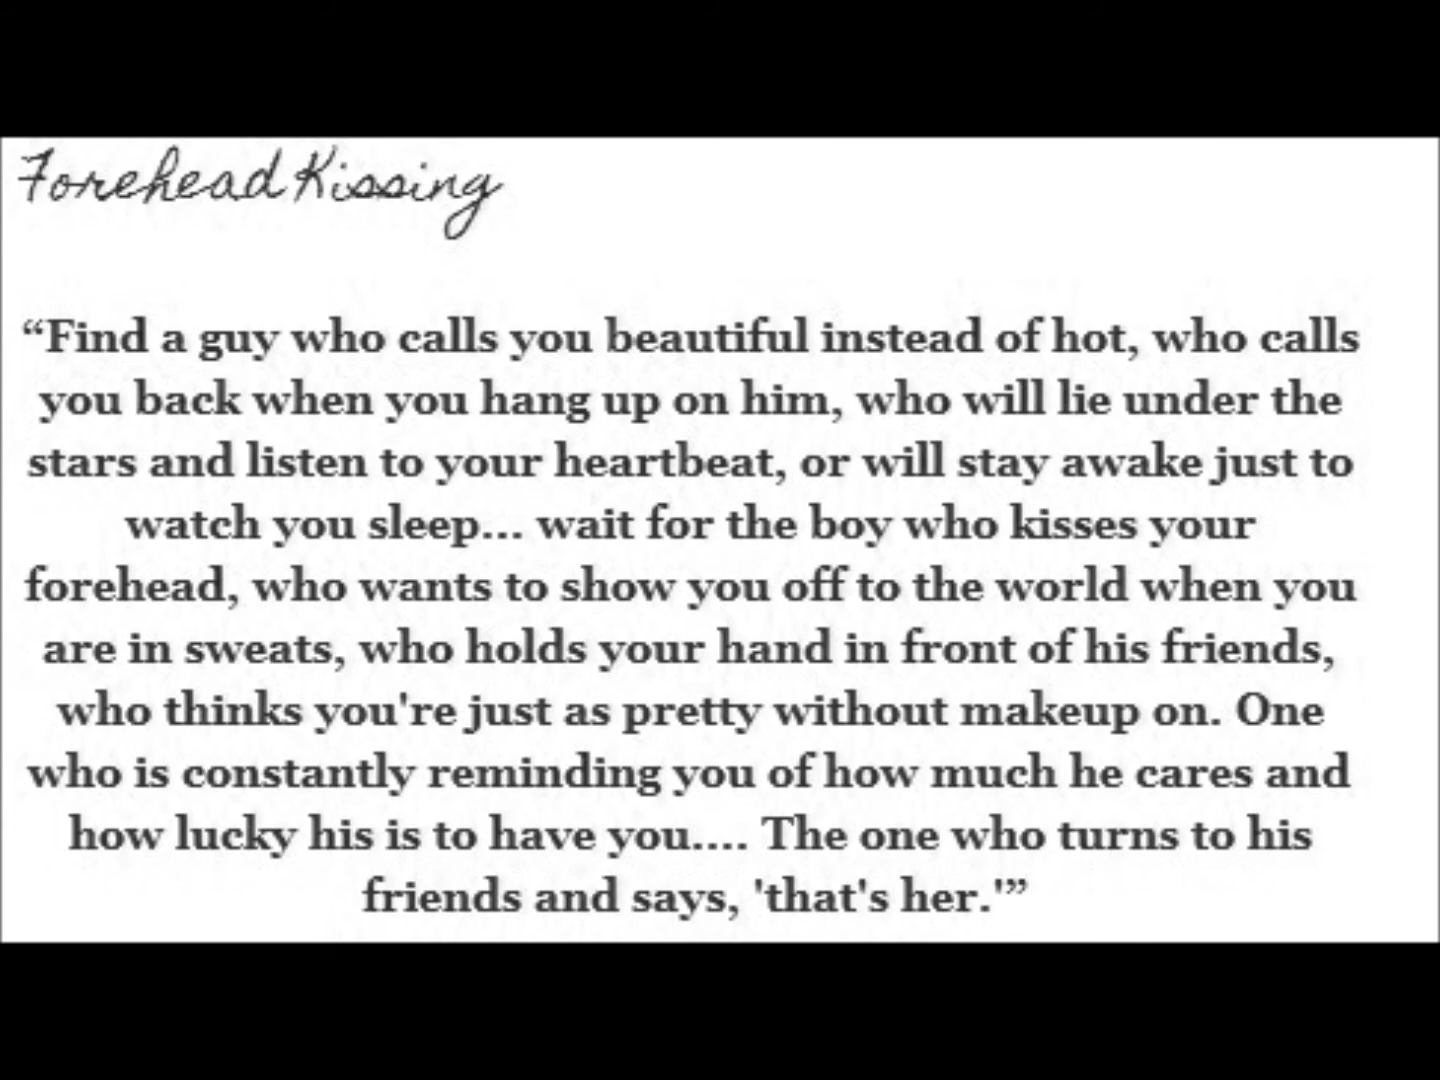 Forehead Kissing
“Find a guy who calls you beautiful instead of hot, who calls
you back when you hang up on him, who will lie under the
stars and listen to your heartbeat, or will stay awake just to
watch you sleep... wait for the boy who kisses your
forehead, who wants to show you off to the world when you
are in sweats, who holds your hand in front of his friends,
who thinks you're just as pretty without makeup on. One
who is constantly reminding you of how much he cares and
how lucky his is to have you.... The one who turns to his
friends and says, 'that's her.'”